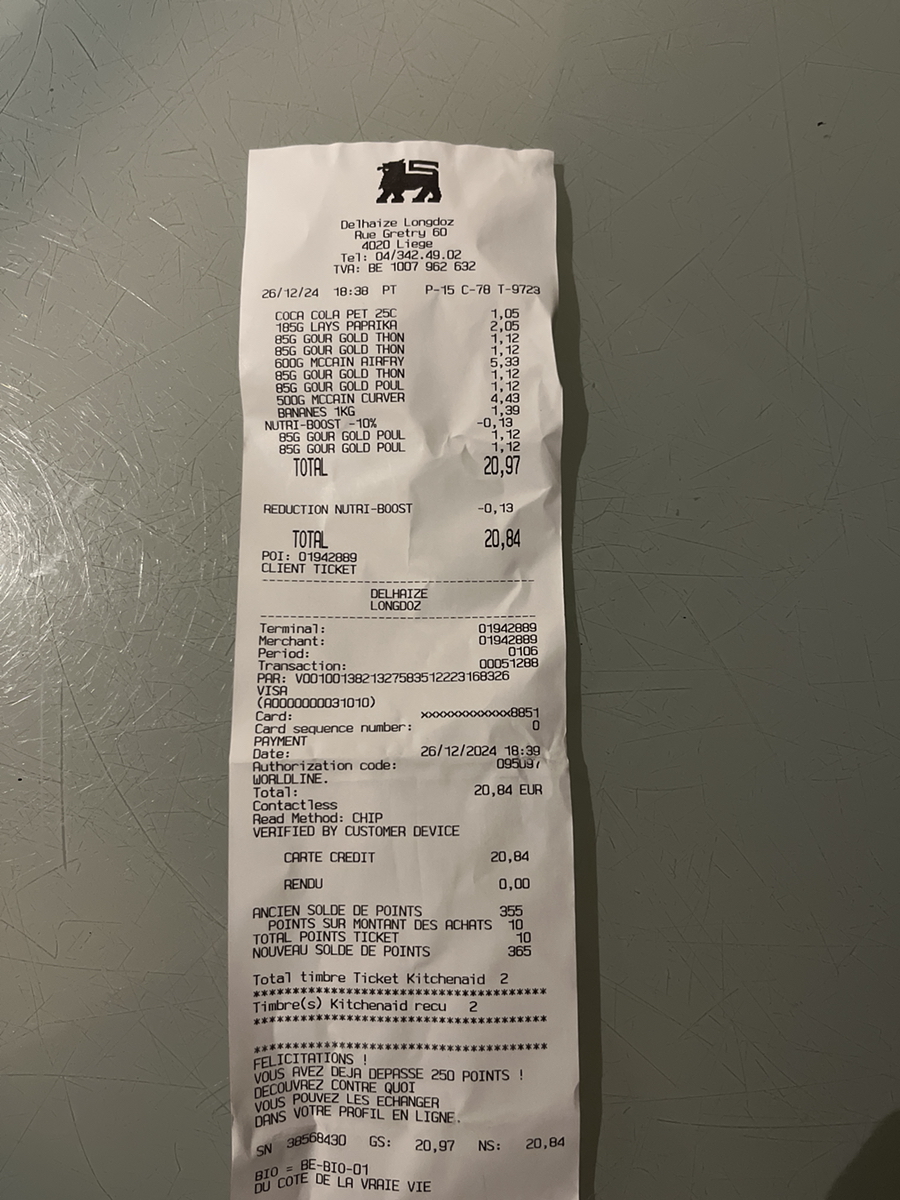 Delhaize Longdoz
Rue Gretry 60
4020 Liege
Tel: 04/342.49.02
TVA: BE 1007 962 632
26/12/24 18:38 PT P-15 C-78 T-9723
COCA COLA PET 25C 1,05
185G LAYS PAPRIKA 2,05
85G GOUR GOLD THON 1,12
85G GOUR GOLD THON 1,12
600G MCCAIN AIRFRY 5,33
85G GOUR GOLD THON 1,12
85G GOUR GOLD POUL 1,12
500G MCCAIN CURVER 4,43
BANANES 1KG 1,39
NUTRI-BOOST -10% -0,13
85G GOUR GOLD POUL 1,12
85G GOUR GOLD POUL 1,12
TOTAL 20,97
REDUCTION NUTRI-BOOST -0,13
TOTAL 20,84
POI: 01942889
CLIENT TICKET
--------------------------------------
DELHAIZE
LONGDOZ
--------------------------------------
Terminal: 01942889
Merchant: 01942889
Period: 0106
Transaction: 00051288
PAR: V0010013821327583512223168326
VISA
(A0000000031010)
Card: xxxxxxxxxxxx8851
Card sequence number: 0
PAYMENT
Date: 26/12/2024 18:39
Authorization code: 095097
WORLDLINE.
Total: 20,84 EUR
Contactless
Read Method: CHIP
VERIFIED BY CUSTOMER DEVICE
CARTE CREDIT 20,84
RENDU 0,00
ANCIEN SOLDE DE POINTS 355
POINTS SUR MONTANT DES ACHATS 10
TOTAL POINTS TICKET 10
NOUVEAU SOLDE DE POINTS 365
Total timbre Ticket Kitchenaid 2
**************************************
Timbre(s) Kitchenaid recu 2
**************************************
**************************************
FELICITATIONS !
VOUS AVEZ DEJA DEPASSE 250 POINTS !
DECOUVREZ CONTRE QUOI
VOUS POUVEZ LES ECHANGER
DANS VOTRE PROFIL EN LIGNE.
SN 38568430 GS: 20,97 NS: 20,84
BIO = BE-BIO-01
DU COTE DE LA VRAIE VIE